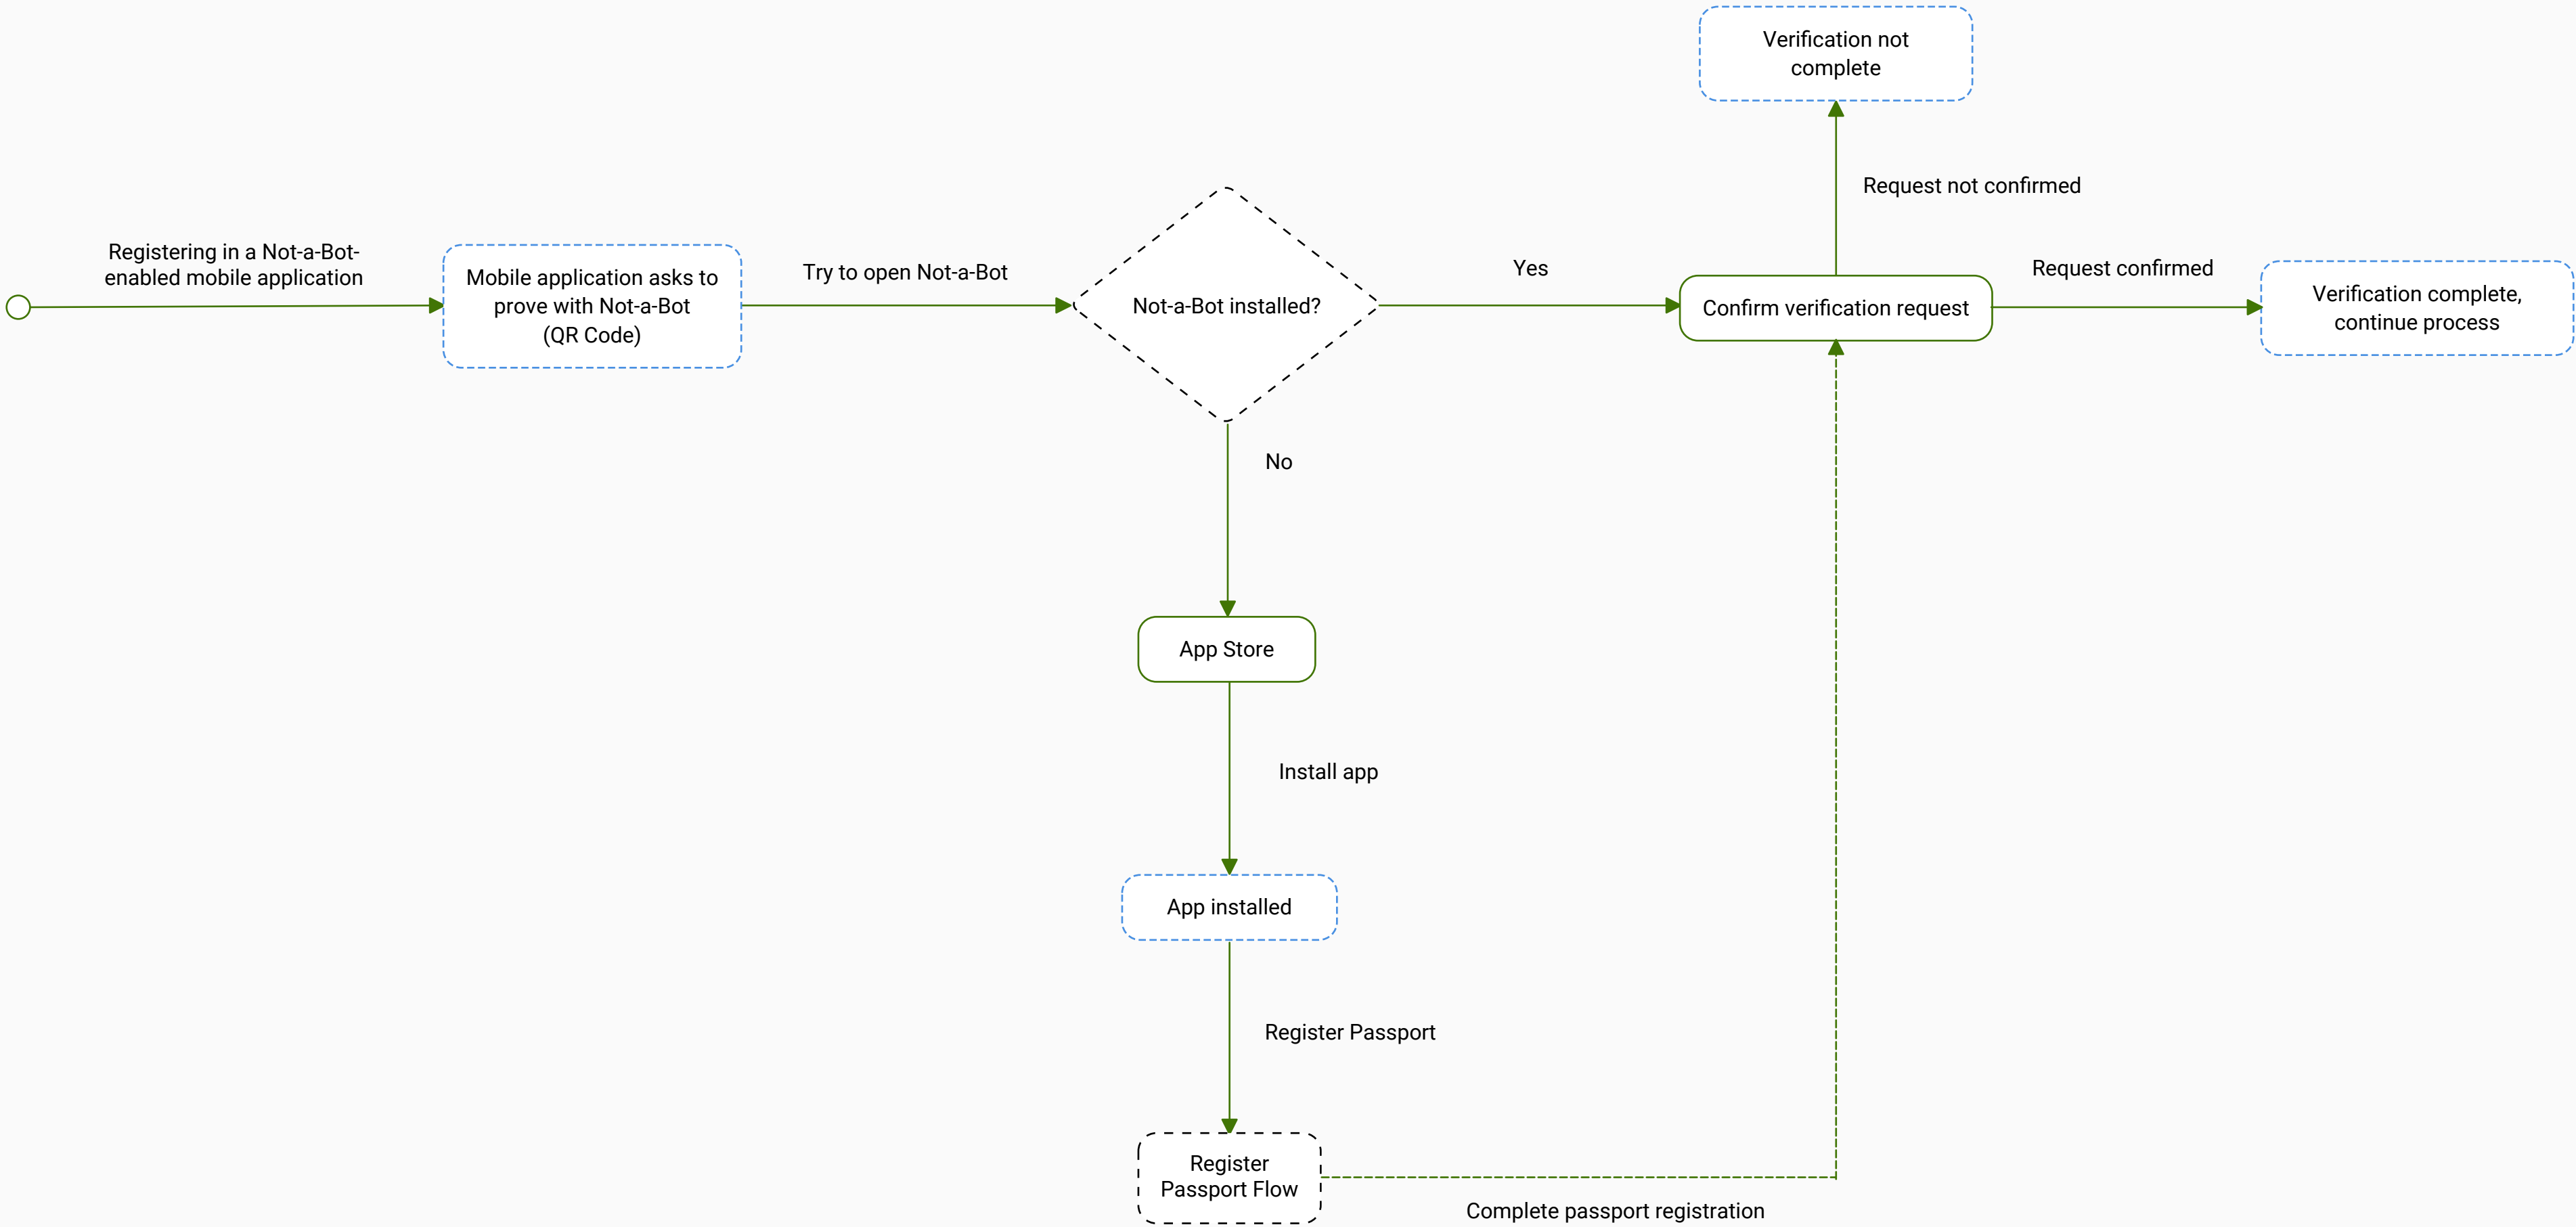 Verification not
complete
Request not confirmed
Registering in a Not-a-Bot-
enabled mobile application
Mobile application asks to
prove with Not-a-Bot
(QR Code)
Try to open Not-a-Bot
Not-a-Bot installed?
Yes
Confirm verification request
Request confirmed
Verification complete,
continue process
No
App Store
Install app
App installed
Register Passport
Register
Passport Flow
Complete passport registration